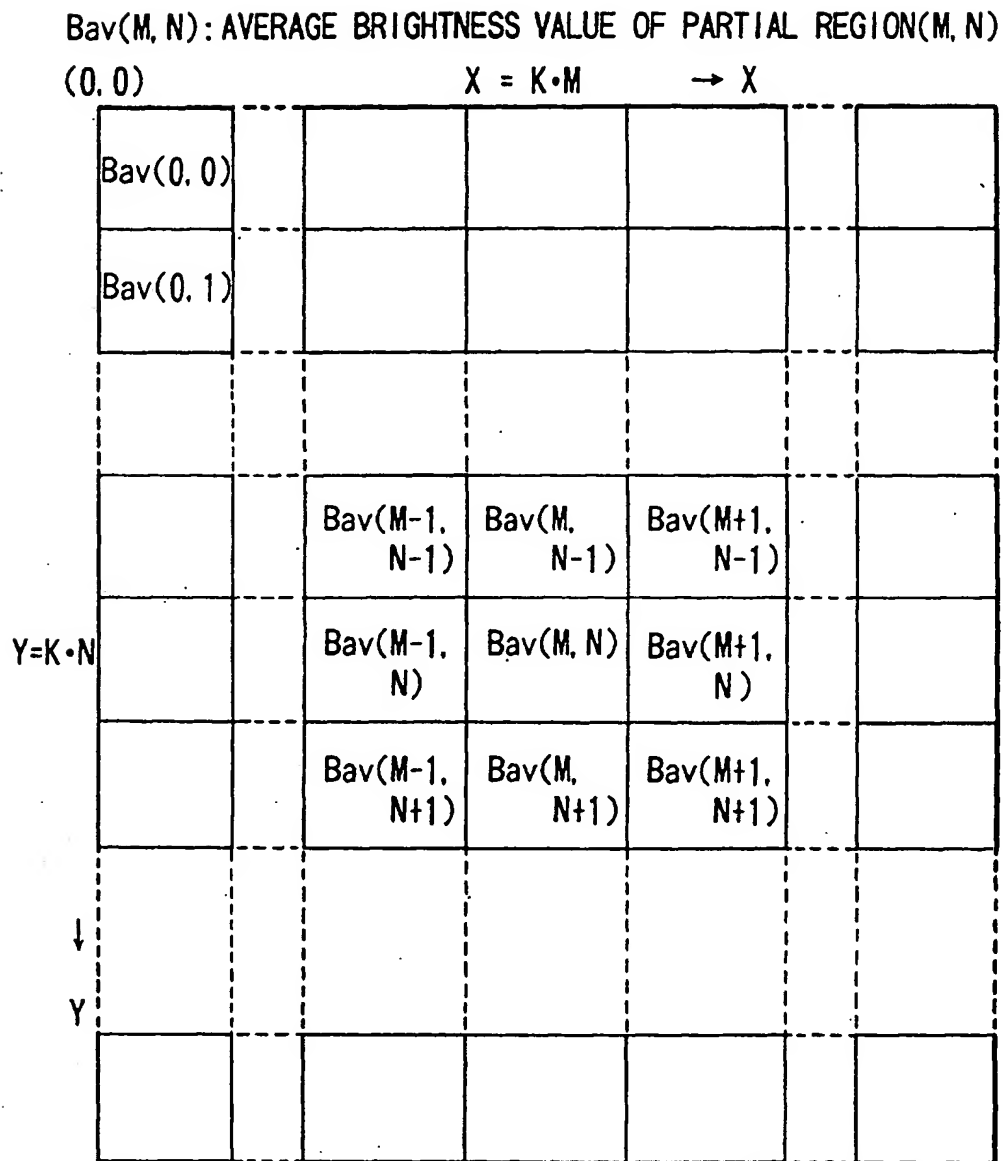 Bav(M, N): AVERAGE BRIGHTNESS VALUE OF PARTIAL REGION(M, N)
(0, 0) X = K•M → X
Bav(0, 0)
Bav(0, 1)
Bav(M-1, Bav(M, Bav(M+1,
N-1) N-1) N-1)
Y=K•N Bav(M-1, Bav(M, N) Bav(M+1,
N) N)
Bav(M-1, Bav(M, Bav(M+1,
N+1) N+1) N+1)
↓
Y